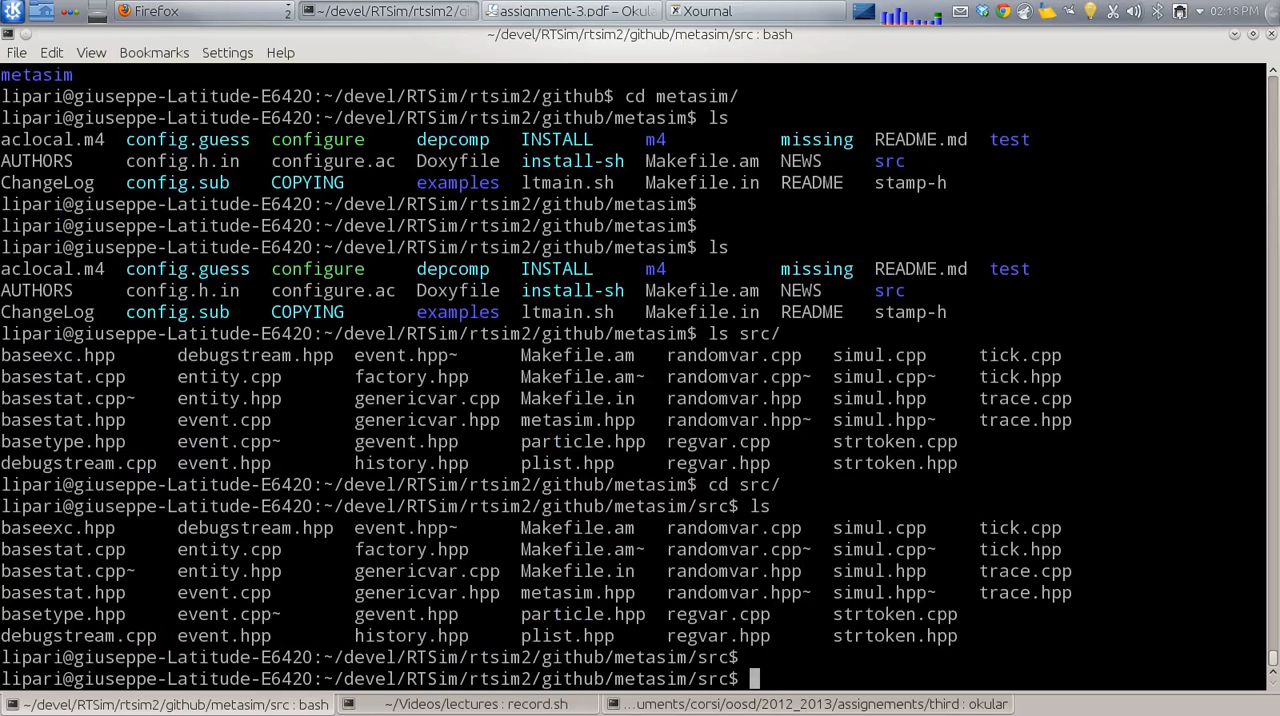 Firefox 2 ~/devel/RTSim/rtsim2/gi assignment-3.pdf – Okula Xournal 02:18 PM
~/devel/RTSim/rtsim2/github/metasim/src : bash
File Edit View Bookmarks Settings Help
metasim
lipari@giuseppe-Latitude-E6420:~/devel/RTSim/rtsim2/github$ cd metasim/
lipari@giuseppe-Latitude-E6420:~/devel/RTSim/rtsim2/github/metasim$ ls
aclocal.m4 config.guess configure depcomp INSTALL m4 missing README.md test
AUTHORS config.h.in configure.ac Doxyfile install-sh Makefile.am NEWS src
ChangeLog config.sub COPYING examples ltmain.sh Makefile.in README stamp-h
lipari@giuseppe-Latitude-E6420:~/devel/RTSim/rtsim2/github/metasim$
lipari@giuseppe-Latitude-E6420:~/devel/RTSim/rtsim2/github/metasim$
lipari@giuseppe-Latitude-E6420:~/devel/RTSim/rtsim2/github/metasim$ ls
aclocal.m4 config.guess configure depcomp INSTALL m4 missing README.md test
AUTHORS config.h.in configure.ac Doxyfile install-sh Makefile.am NEWS src
ChangeLog config.sub COPYING examples ltmain.sh Makefile.in README stamp-h
lipari@giuseppe-Latitude-E6420:~/devel/RTSim/rtsim2/github/metasim$ ls src/
baseexc.hpp debugstream.hpp event.hpp~ Makefile.am randomvar.cpp simul.cpp tick.cpp
basestat.cpp entity.cpp factory.hpp Makefile.am~ randomvar.cpp~ simul.cpp~ tick.hpp
basestat.cpp~ entity.hpp genericvar.cpp Makefile.in randomvar.hpp simul.hpp trace.cpp
basestat.hpp event.cpp genericvar.hpp metasim.hpp randomvar.hpp~ simul.hpp~ trace.hpp
basetype.hpp event.cpp~ gevent.hpp particle.hpp regvar.cpp strtoken.cpp
debugstream.cpp event.hpp history.hpp plist.hpp regvar.hpp strtoken.hpp
lipari@giuseppe-Latitude-E6420:~/devel/RTSim/rtsim2/github/metasim$ cd src/
lipari@giuseppe-Latitude-E6420:~/devel/RTSim/rtsim2/github/metasim/src$ ls
baseexc.hpp debugstream.hpp event.hpp~ Makefile.am randomvar.cpp simul.cpp tick.cpp
basestat.cpp entity.cpp factory.hpp Makefile.am~ randomvar.cpp~ simul.cpp~ tick.hpp
basestat.cpp~ entity.hpp genericvar.cpp Makefile.in randomvar.hpp simul.hpp trace.cpp
basestat.hpp event.cpp genericvar.hpp metasim.hpp randomvar.hpp~ simul.hpp~ trace.hpp
basetype.hpp event.cpp~ gevent.hpp particle.hpp regvar.cpp strtoken.cpp
debugstream.cpp event.hpp history.hpp plist.hpp regvar.hpp strtoken.hpp
lipari@giuseppe-Latitude-E6420:~/devel/RTSim/rtsim2/github/metasim/src$
lipari@giuseppe-Latitude-E6420:~/devel/RTSim/rtsim2/github/metasim/src$
~/devel/RTSim/rtsim2/github/metasim/src : bash ~/Videos/lectures : record.sh ...uments/corsi/oosd/2012_2013/assignements/third : okular